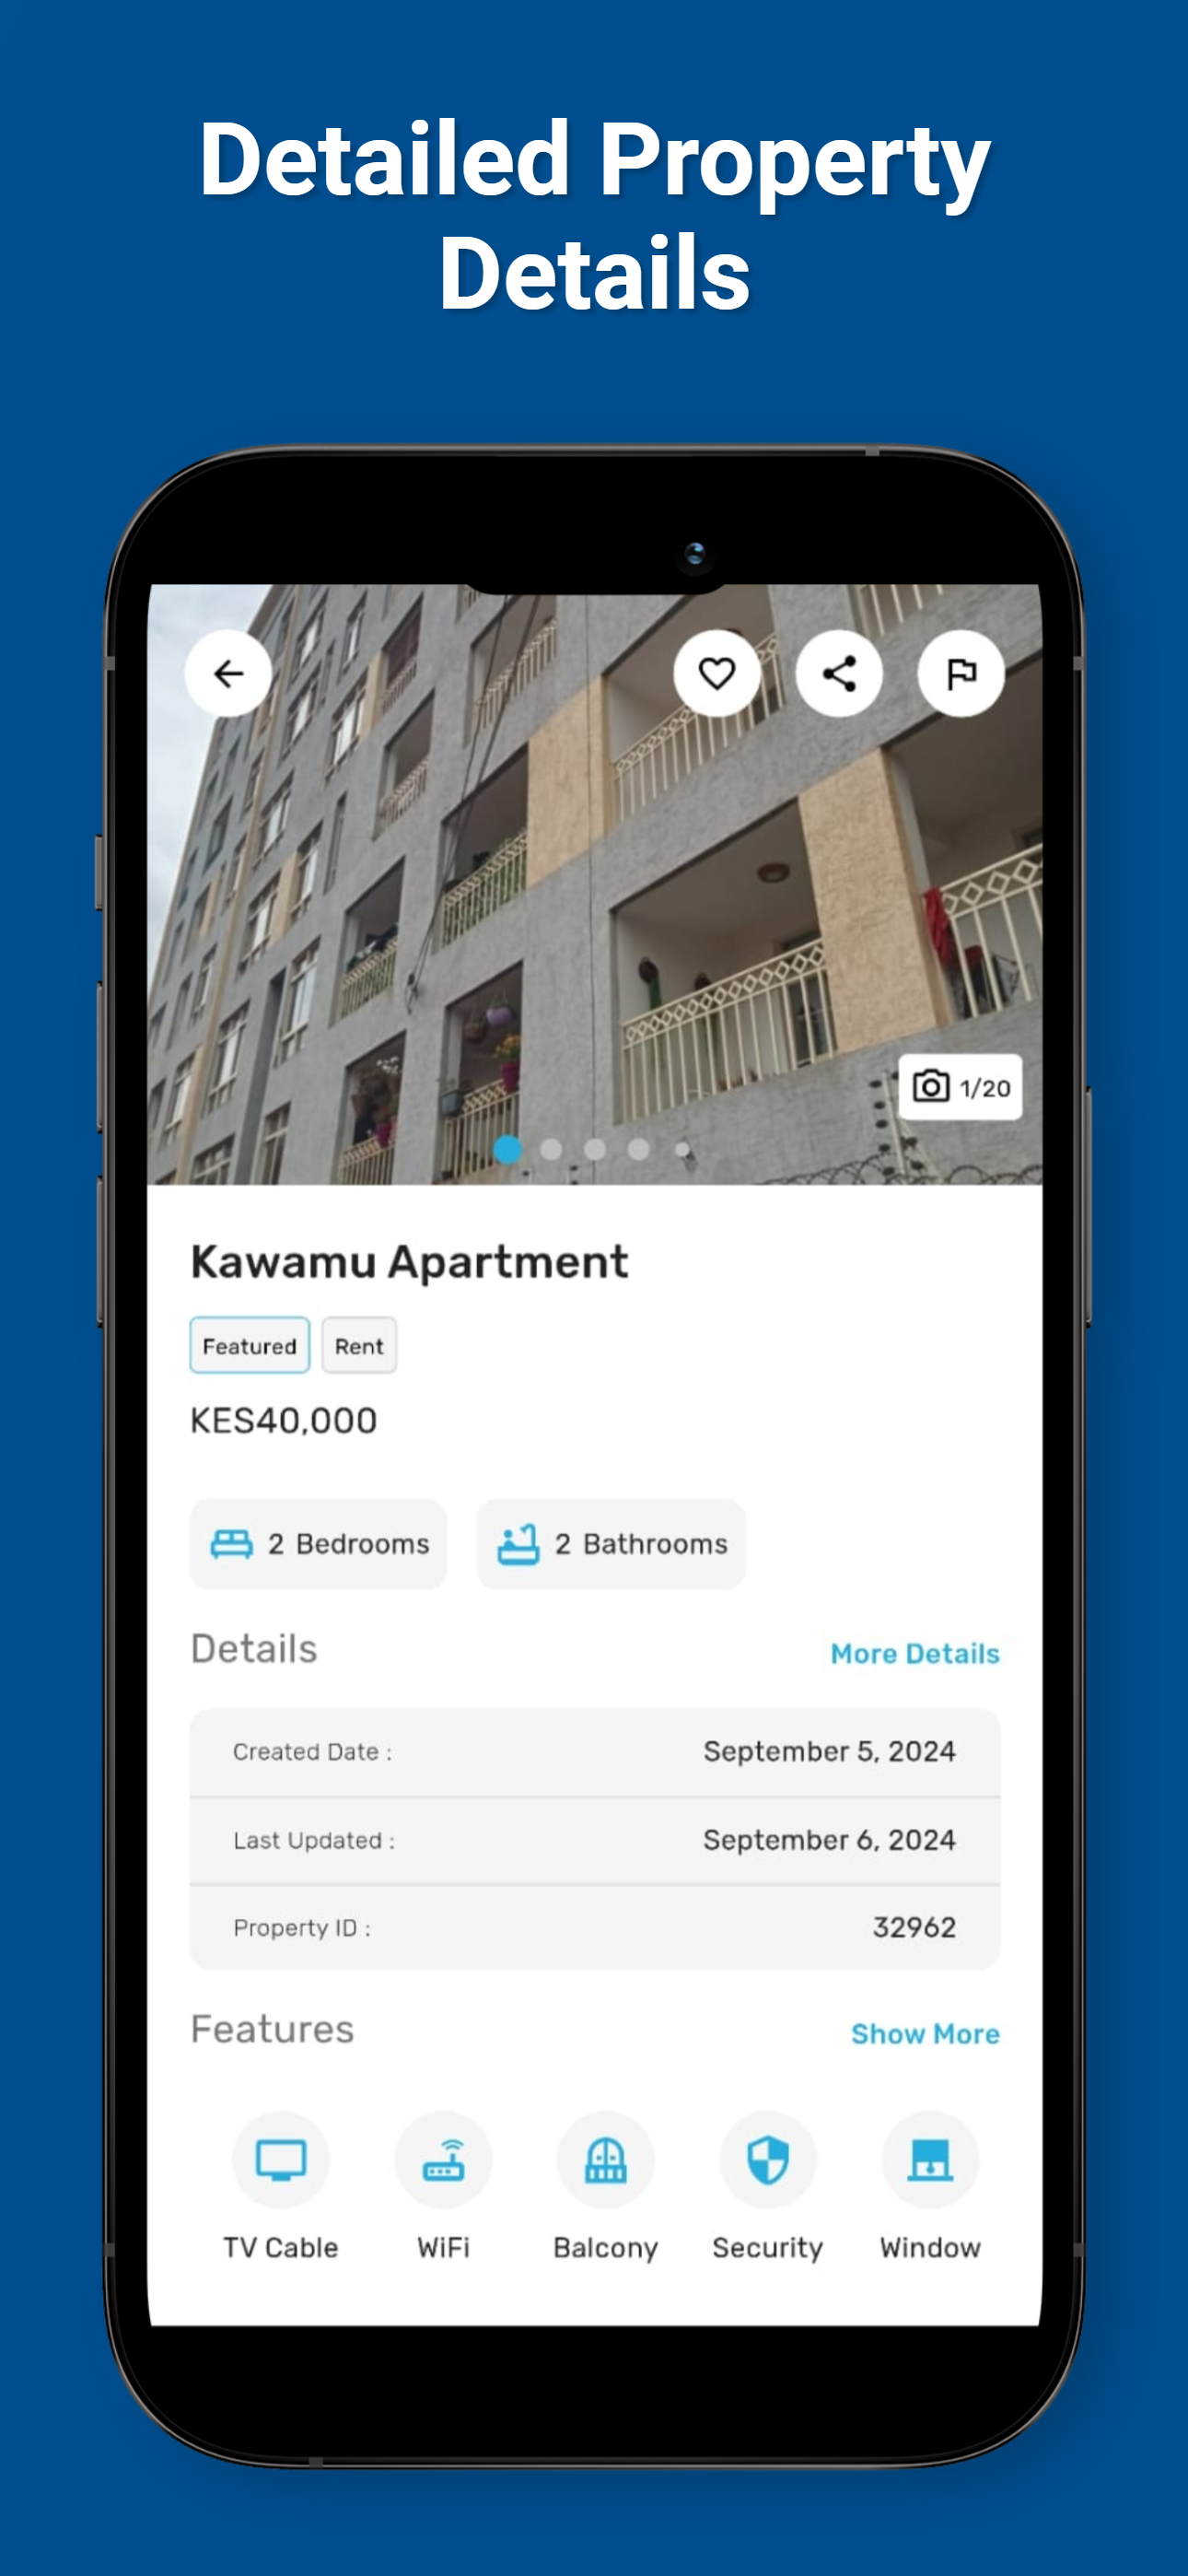 Detailed Property
Details
1/20
Kawamu Apartment
Featured Rent
KES40,000
2 Bedrooms 2 Bathrooms
Details More Details
Created Date : September 5, 2024
Last Updated : September 6, 2024
Property ID : 32962
Features Show More
TV Cable WiFi Balcony Security Window